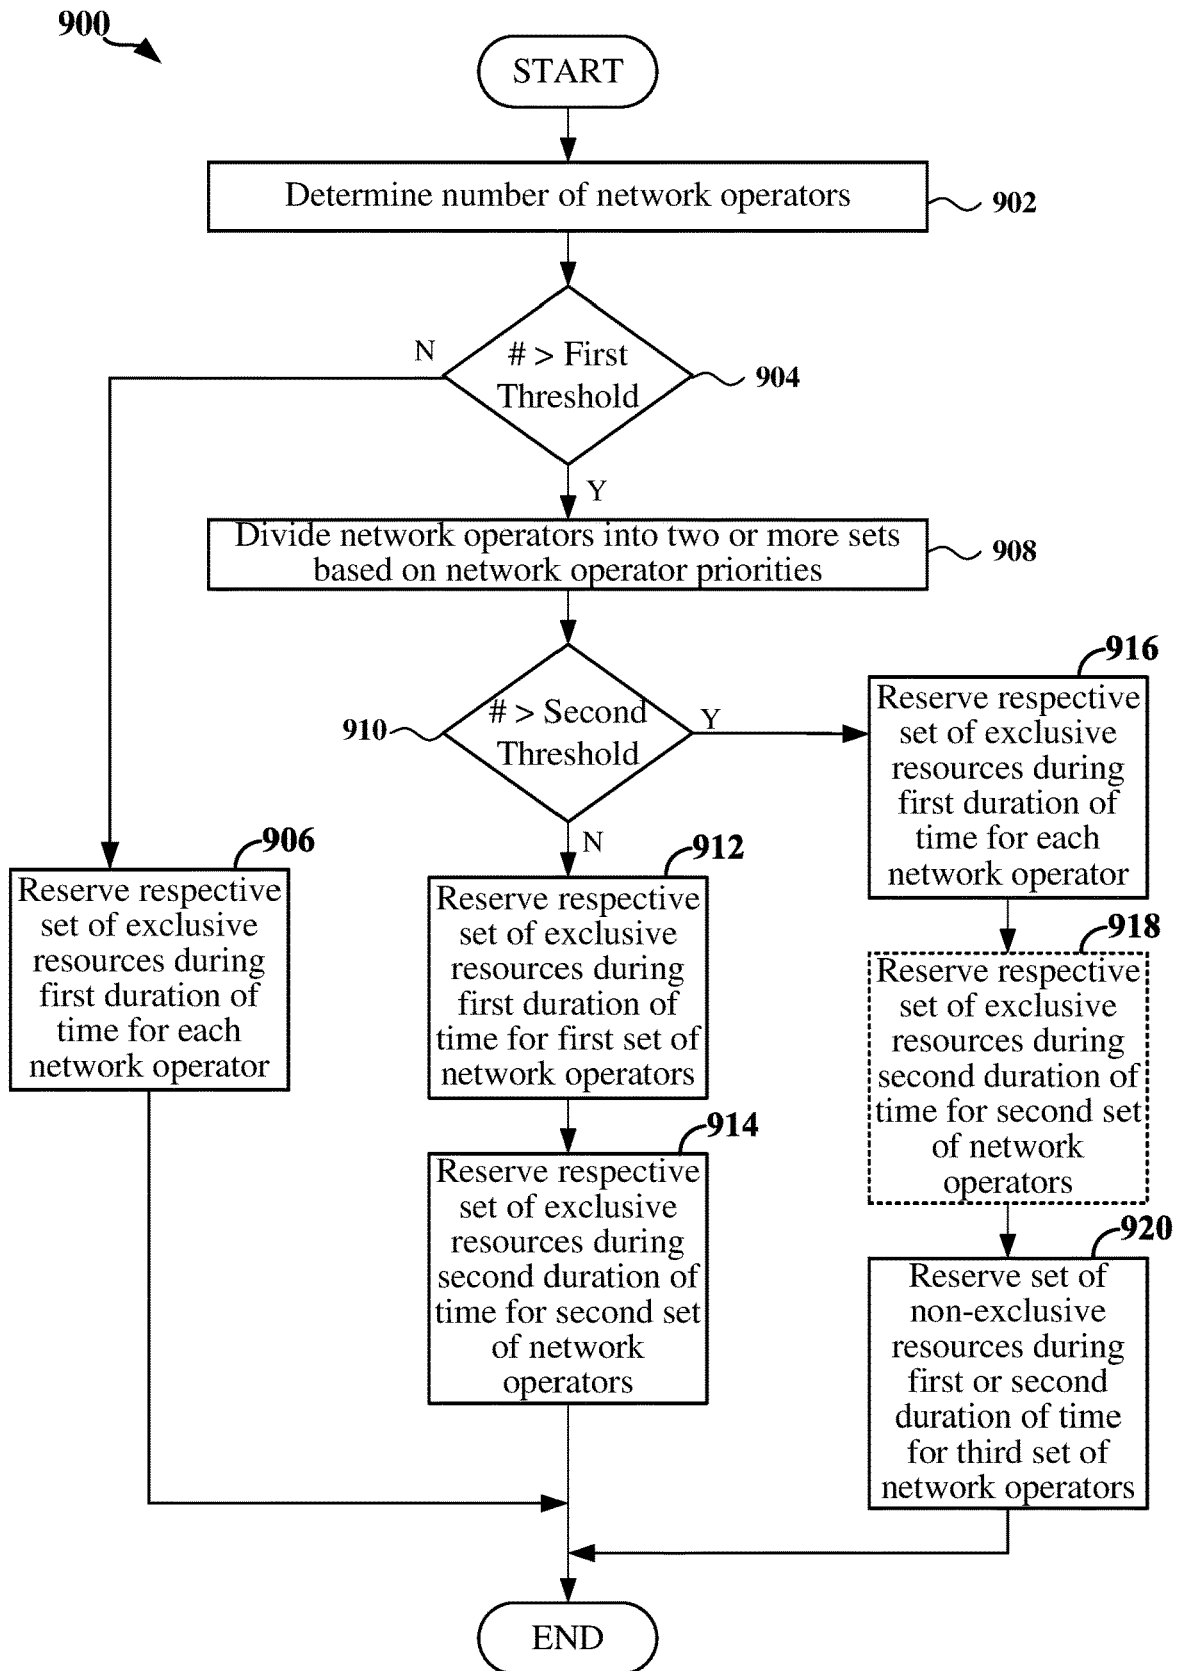 900
START
Determine number of network operators
902
# > First
Threshold
904
N
Y
Divide network operators into two or more sets
based on network operator priorities
908
# > Second
Threshold
910
Y
N
906
Reserve respective
set of exclusive
resources during
first duration of
time for each
network operator
912
Reserve respective
set of exclusive
resources during
first duration of
time for first set of
network operators
914
Reserve respective
set of exclusive
resources during
second duration of
time for second set
of network
operators
916
Reserve respective
set of exclusive
resources during
first duration of
time for each
network operator
918
Reserve respective
set of exclusive
resources during
second duration of
time for second set
of network
operators
920
Reserve set of
non-exclusive
resources during
first or second
duration of time
for third set of
network operators
END